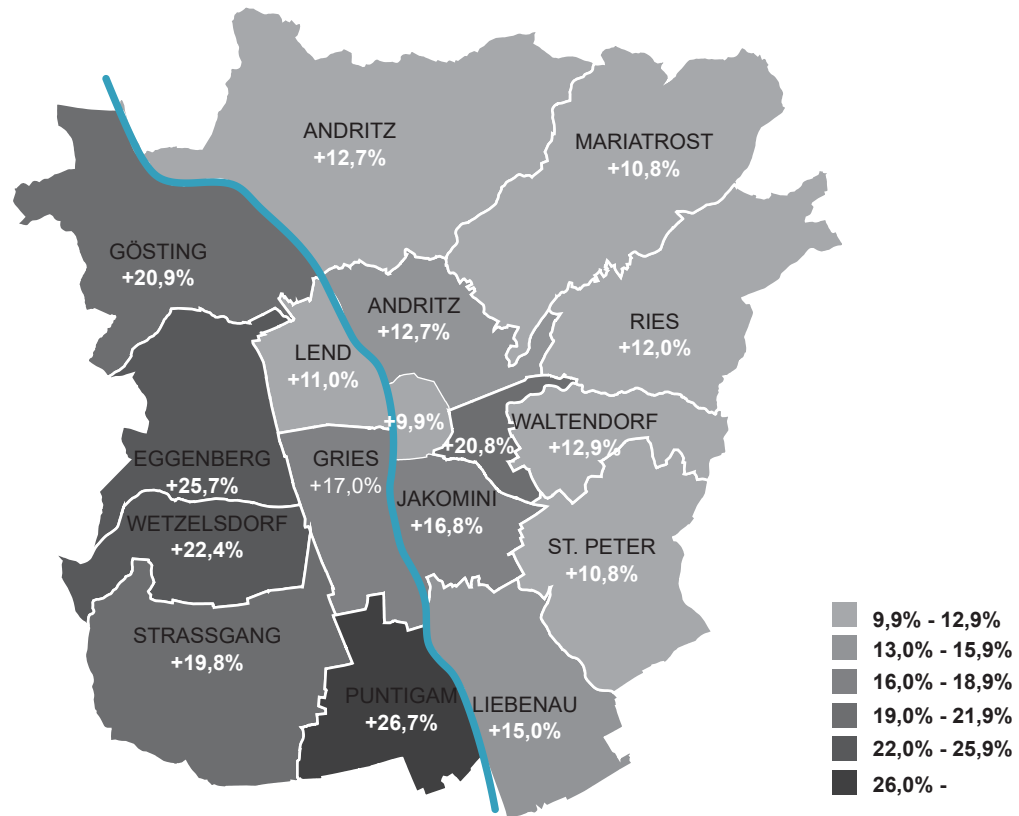 ANDRITZ
+12,7%
MARIATROST
+10,8%
GÖSTING
+20,9%
ANDRITZ
+12,7%
RIES
+12,0%
LEND
+11,0%
+9,9%
+20,8%
WALTENDORF
+12,9%
EGGENBERG
+25,7%
GRIES
+17,0%
JAKOMINI
+16,8%
WETZELSDORF
+22,4%
ST. PETER
+10,8%
STRASSGANG
+19,8%
PUNTIGAM
+26,7%
LIEBENAU
+15,0%
9,9% - 12,9%
13,0% - 15,9%
16,0% - 18,9%
19,0% - 21,9%
22,0% - 25,9%
26,0% -